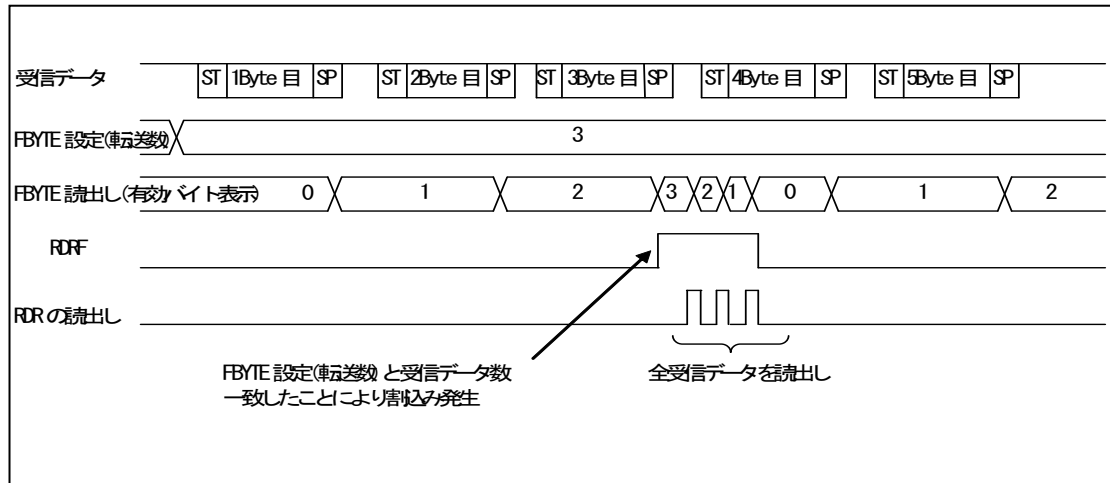 受信データ ST 1Byte 目 SP ST 2Byte 目 SP ST 3Byte 目 SP ST 4Byte 目 SP ST 5Byte 目 SP
FBYTE 設定(転送数) 3
FBYTE 読出し(有効バイト表示) 0 1 2 3 2 1 0 1 2
RDRF
RDR の読出し
FBYTE 設定(転送数) と受信データ数
一致したことにより割込み発生
全受信データを読出し